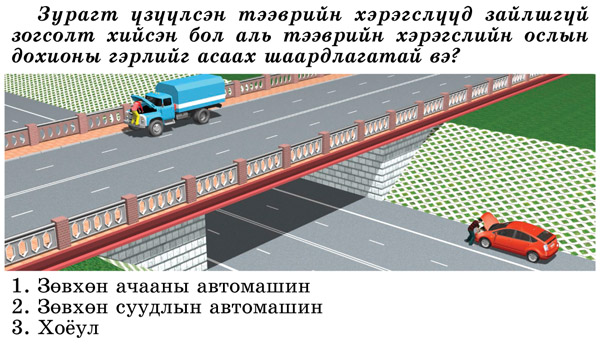 Зурагт үзүүлсэн тээврийн хэрэгслүүд зайлшгүй
зогсолт хийсэн бол аль тээврийн хэрэгслийн ослын
дохионы гэрлийг асаах шаардлагатай вэ?
1. Зөвхөн ачааны автомашин
2. Зөвхөн суудлын автомашин
3. Хоёул